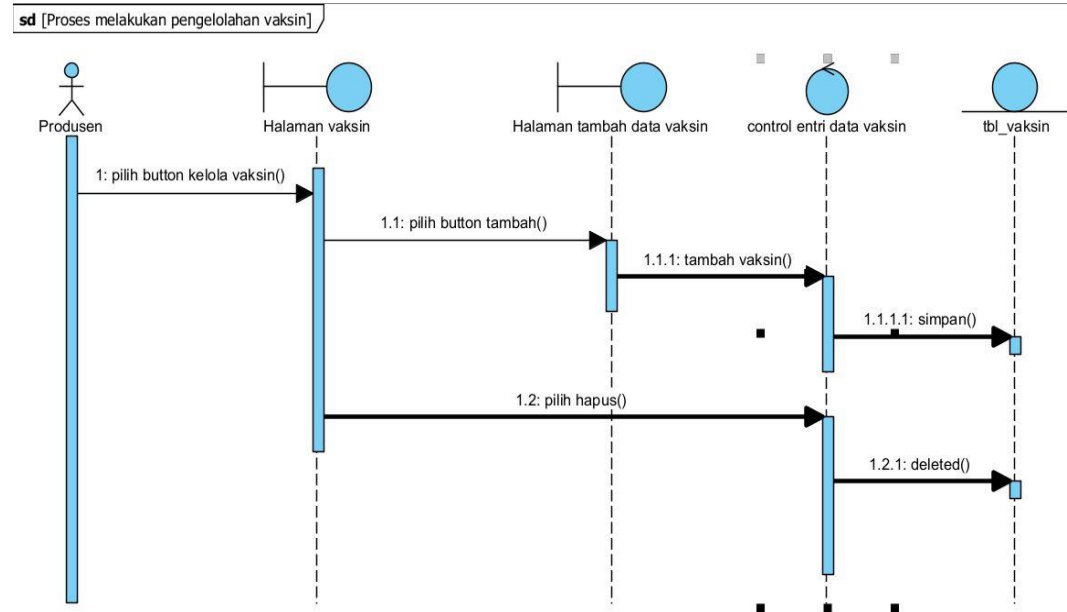 sd [Proses melakukan pengelolahan vaksin]
Produsen
Halaman vaksin
Halaman tambah data vaksin
control entri data vaksin
tbl_vaksin
1: pilih button kelola vaksin()
1.1: pilih button tambah()
1.1.1: tambah vaksin()
1.1.1.1: simpan()
1.2: pilih hapus()
1.2.1: deleted()